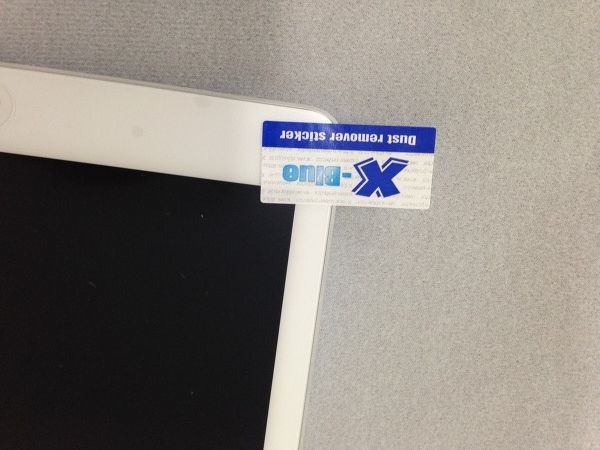 X-Blue
Dust remover sticker